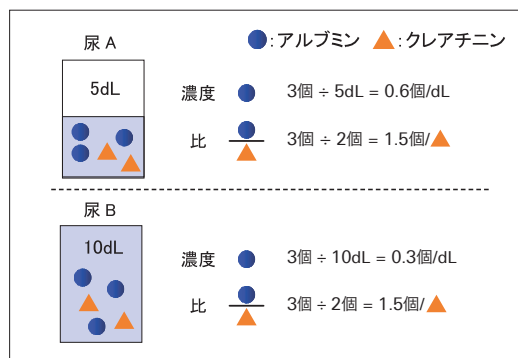 尿 A
●:アルブミン ▲:クレアチニン
5dL
濃度 3個 ÷ 5dL = 0.6個/dL
比 3個 ÷ 2個 = 1.5個/▲
尿 B
10dL
濃度 3個 ÷ 10dL = 0.3個/dL
比 3個 ÷ 2個 = 1.5個/▲